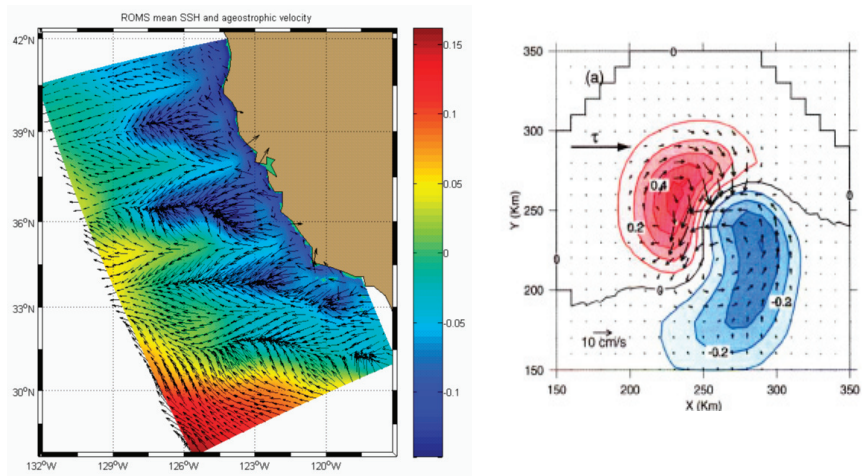 ROMS mean SSH and ageostrophic velocity
42°N
39°N
36°N
33°N
30°N
132°W
129°W
126°W
123°W
120°W
0.15
0.1
0.05
0
-0.05
-0.1
(a)
τ
0
0.4
0.2
0
0
0
-0.2
-0.2
10 cm/s
350
300
250
200
150
Y (Km)
150
200
250
300
350
X (Km)